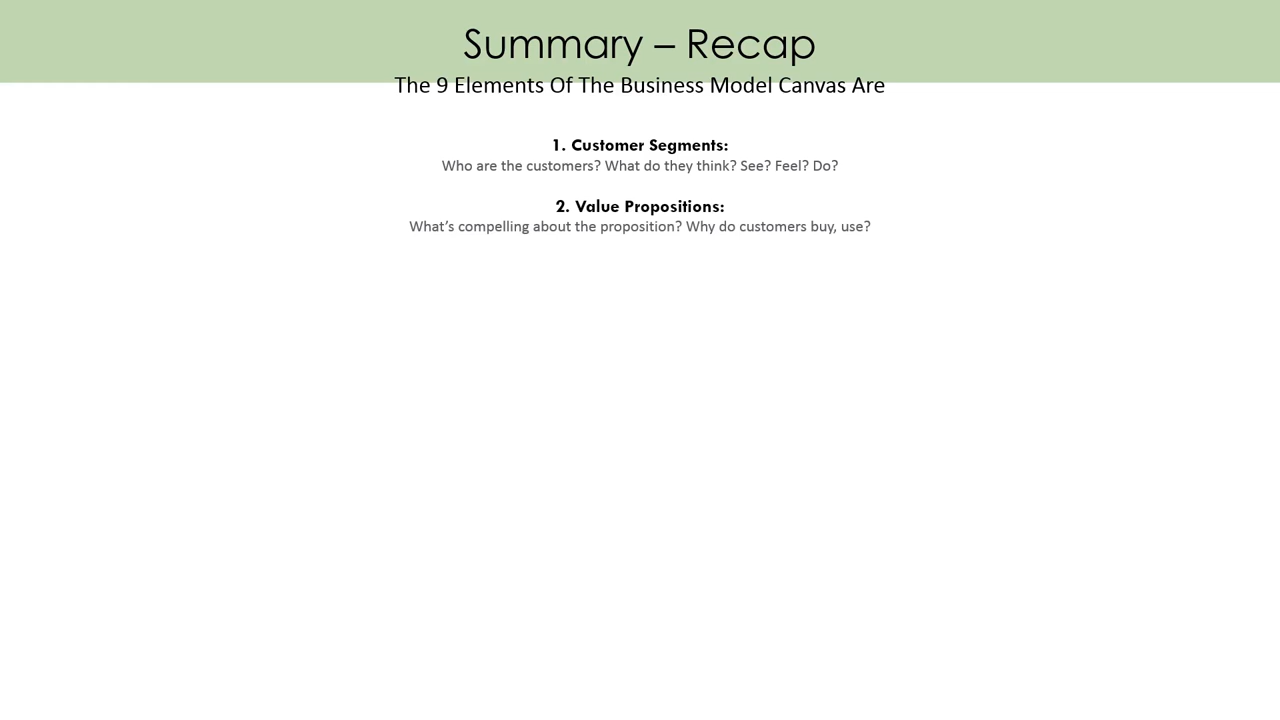 Summary – Recap
The 9 Elements Of The Business Model Canvas Are
1. Customer Segments:
Who are the customers? What do they think? See? Feel? Do?
2. Value Propositions:
What’s compelling about the proposition? Why do customers buy, use?